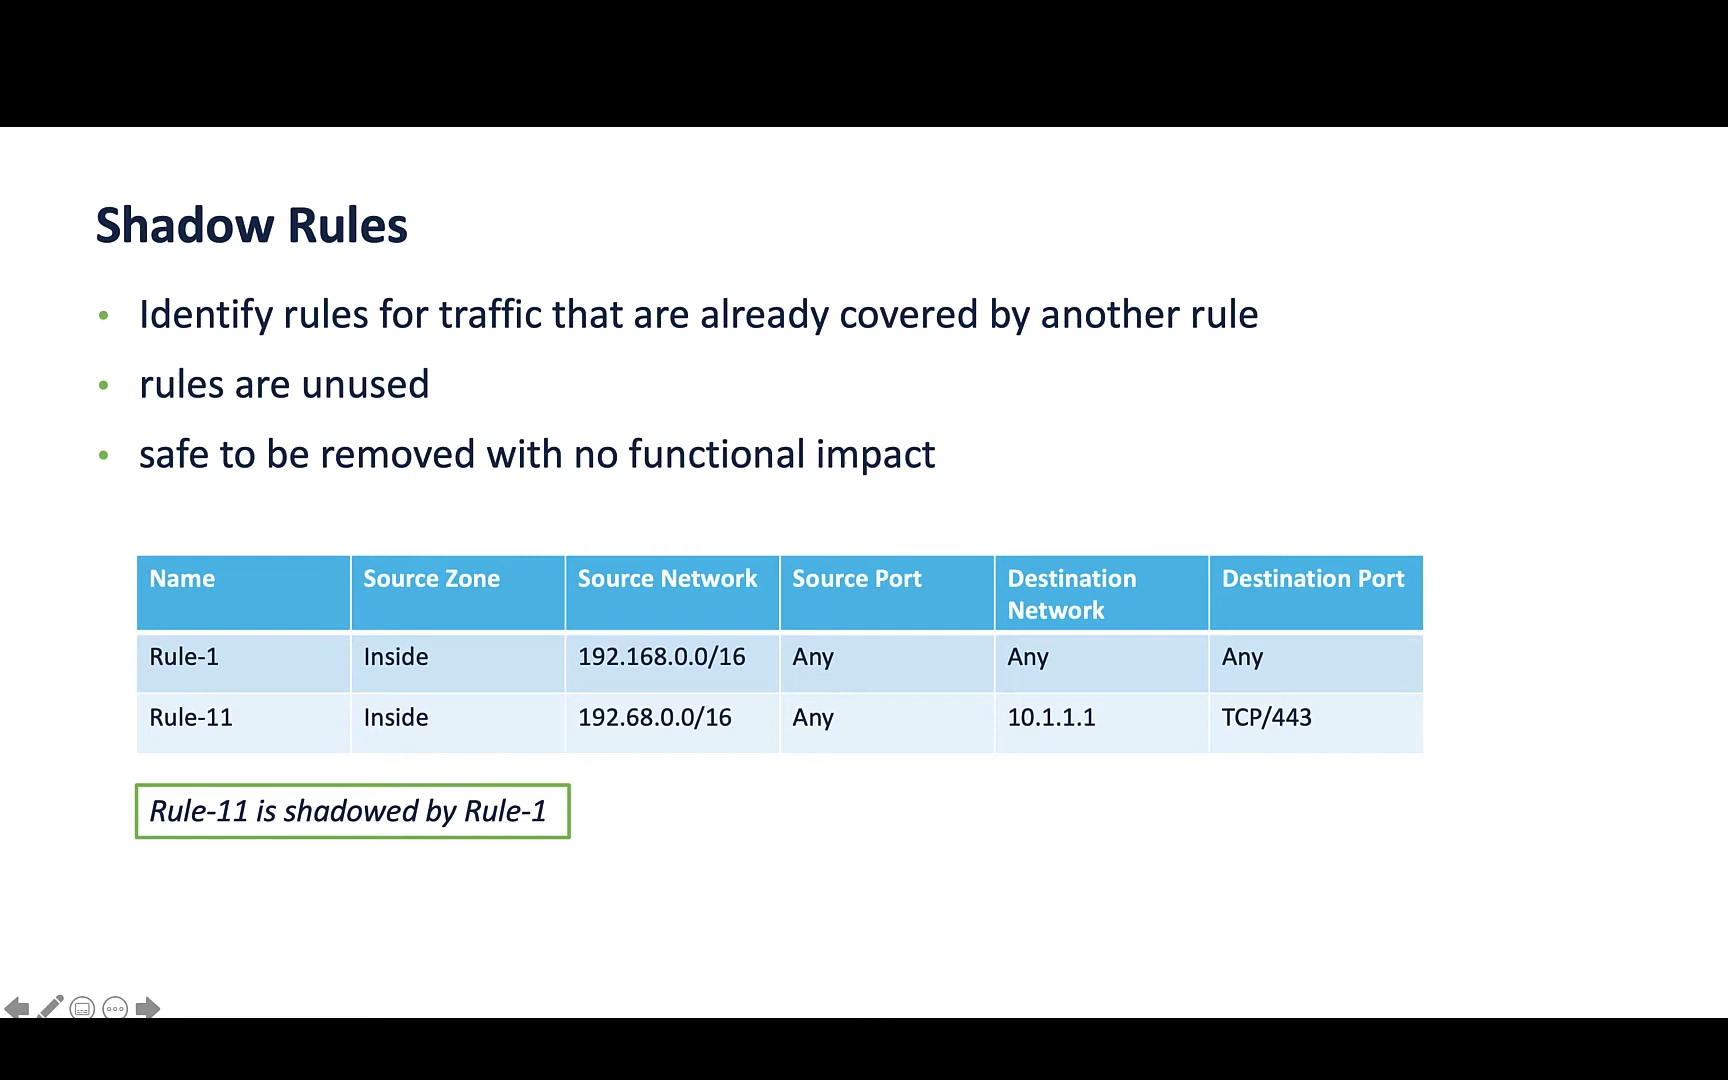 Shadow Rules
• Identify rules for traffic that are already covered by another rule
• rules are unused
• safe to be removed with no functional impact
Name Source Zone Source Network Source Port Destination Network Destination Port
Rule-1 Inside 192.168.0.0/16 Any Any Any
Rule-11 Inside 192.68.0.0/16 Any 10.1.1.1 TCP/443
Rule-11 is shadowed by Rule-1